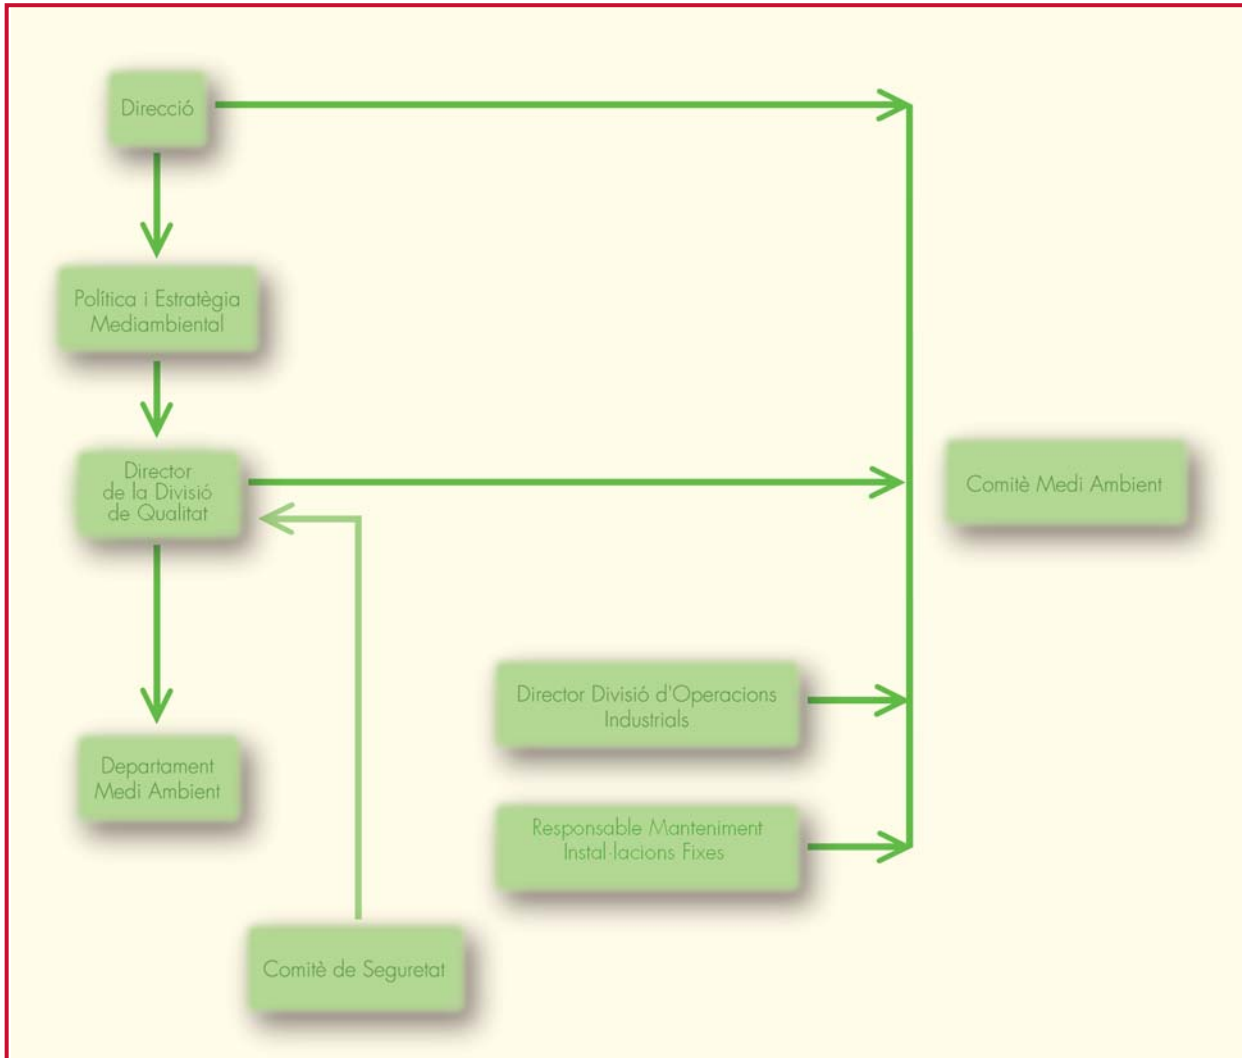 Direcció
Política i Estratègia
Mediambiental
Director
de la Divisió
de Qualitat
Comitè Medi Ambient
Director Divisió d'Operacions
Industrials
Departament
Medi Ambient
Responsable Manteniment
Instal·lacions Fixes
Comitè de Seguretat